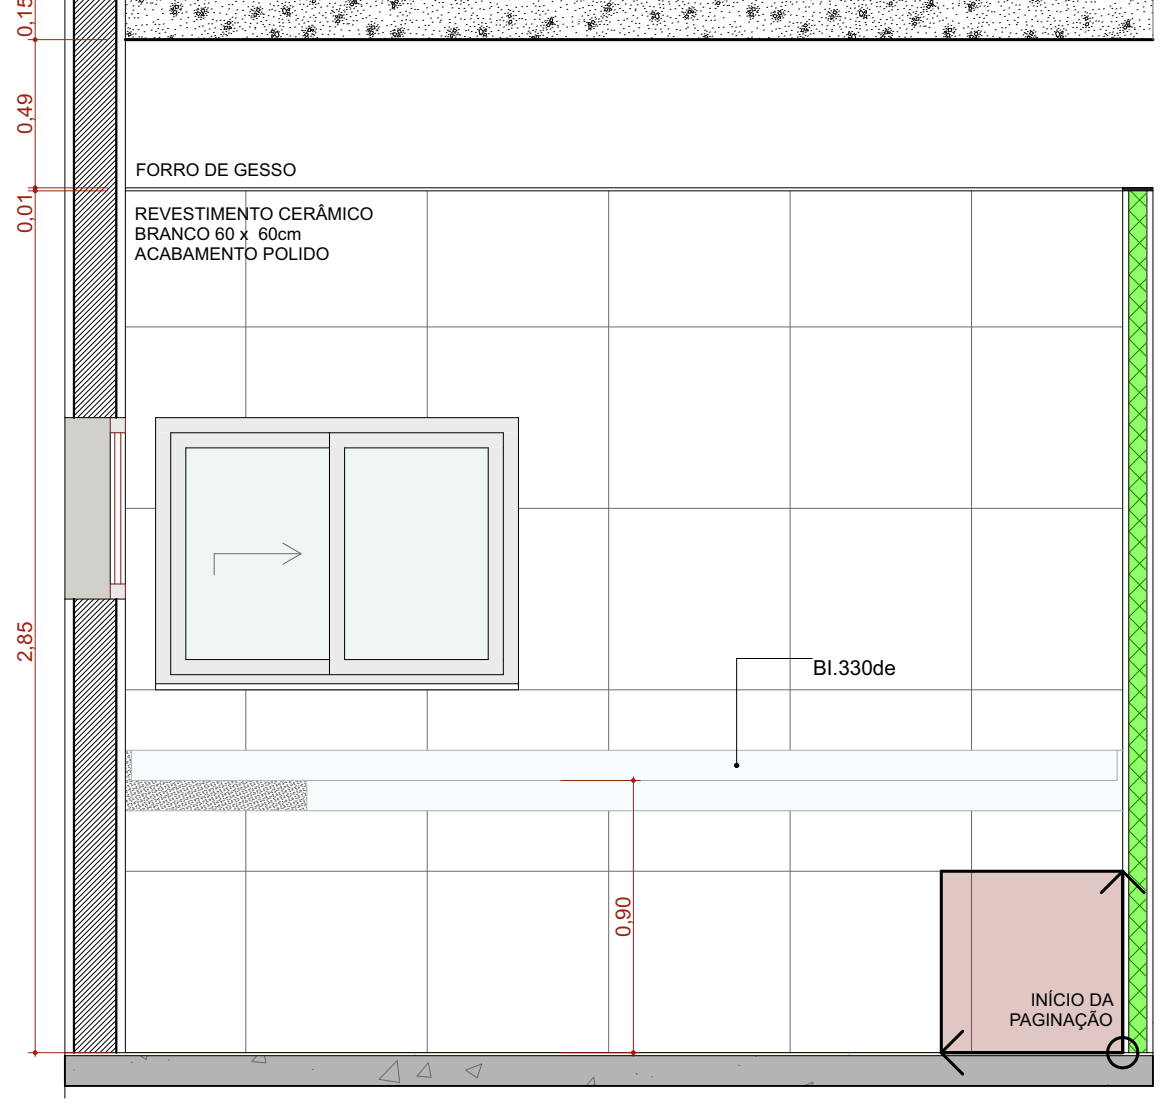 0,15
0,49
FORRO DE GESSO
0,01
REVESTIMENTO CERÂMICO
BRANCO 60 x 60cm
ACABAMENTO POLIDO
2,85
BI.330de
0,90
INÍCIO DA
PAGINAÇÃO